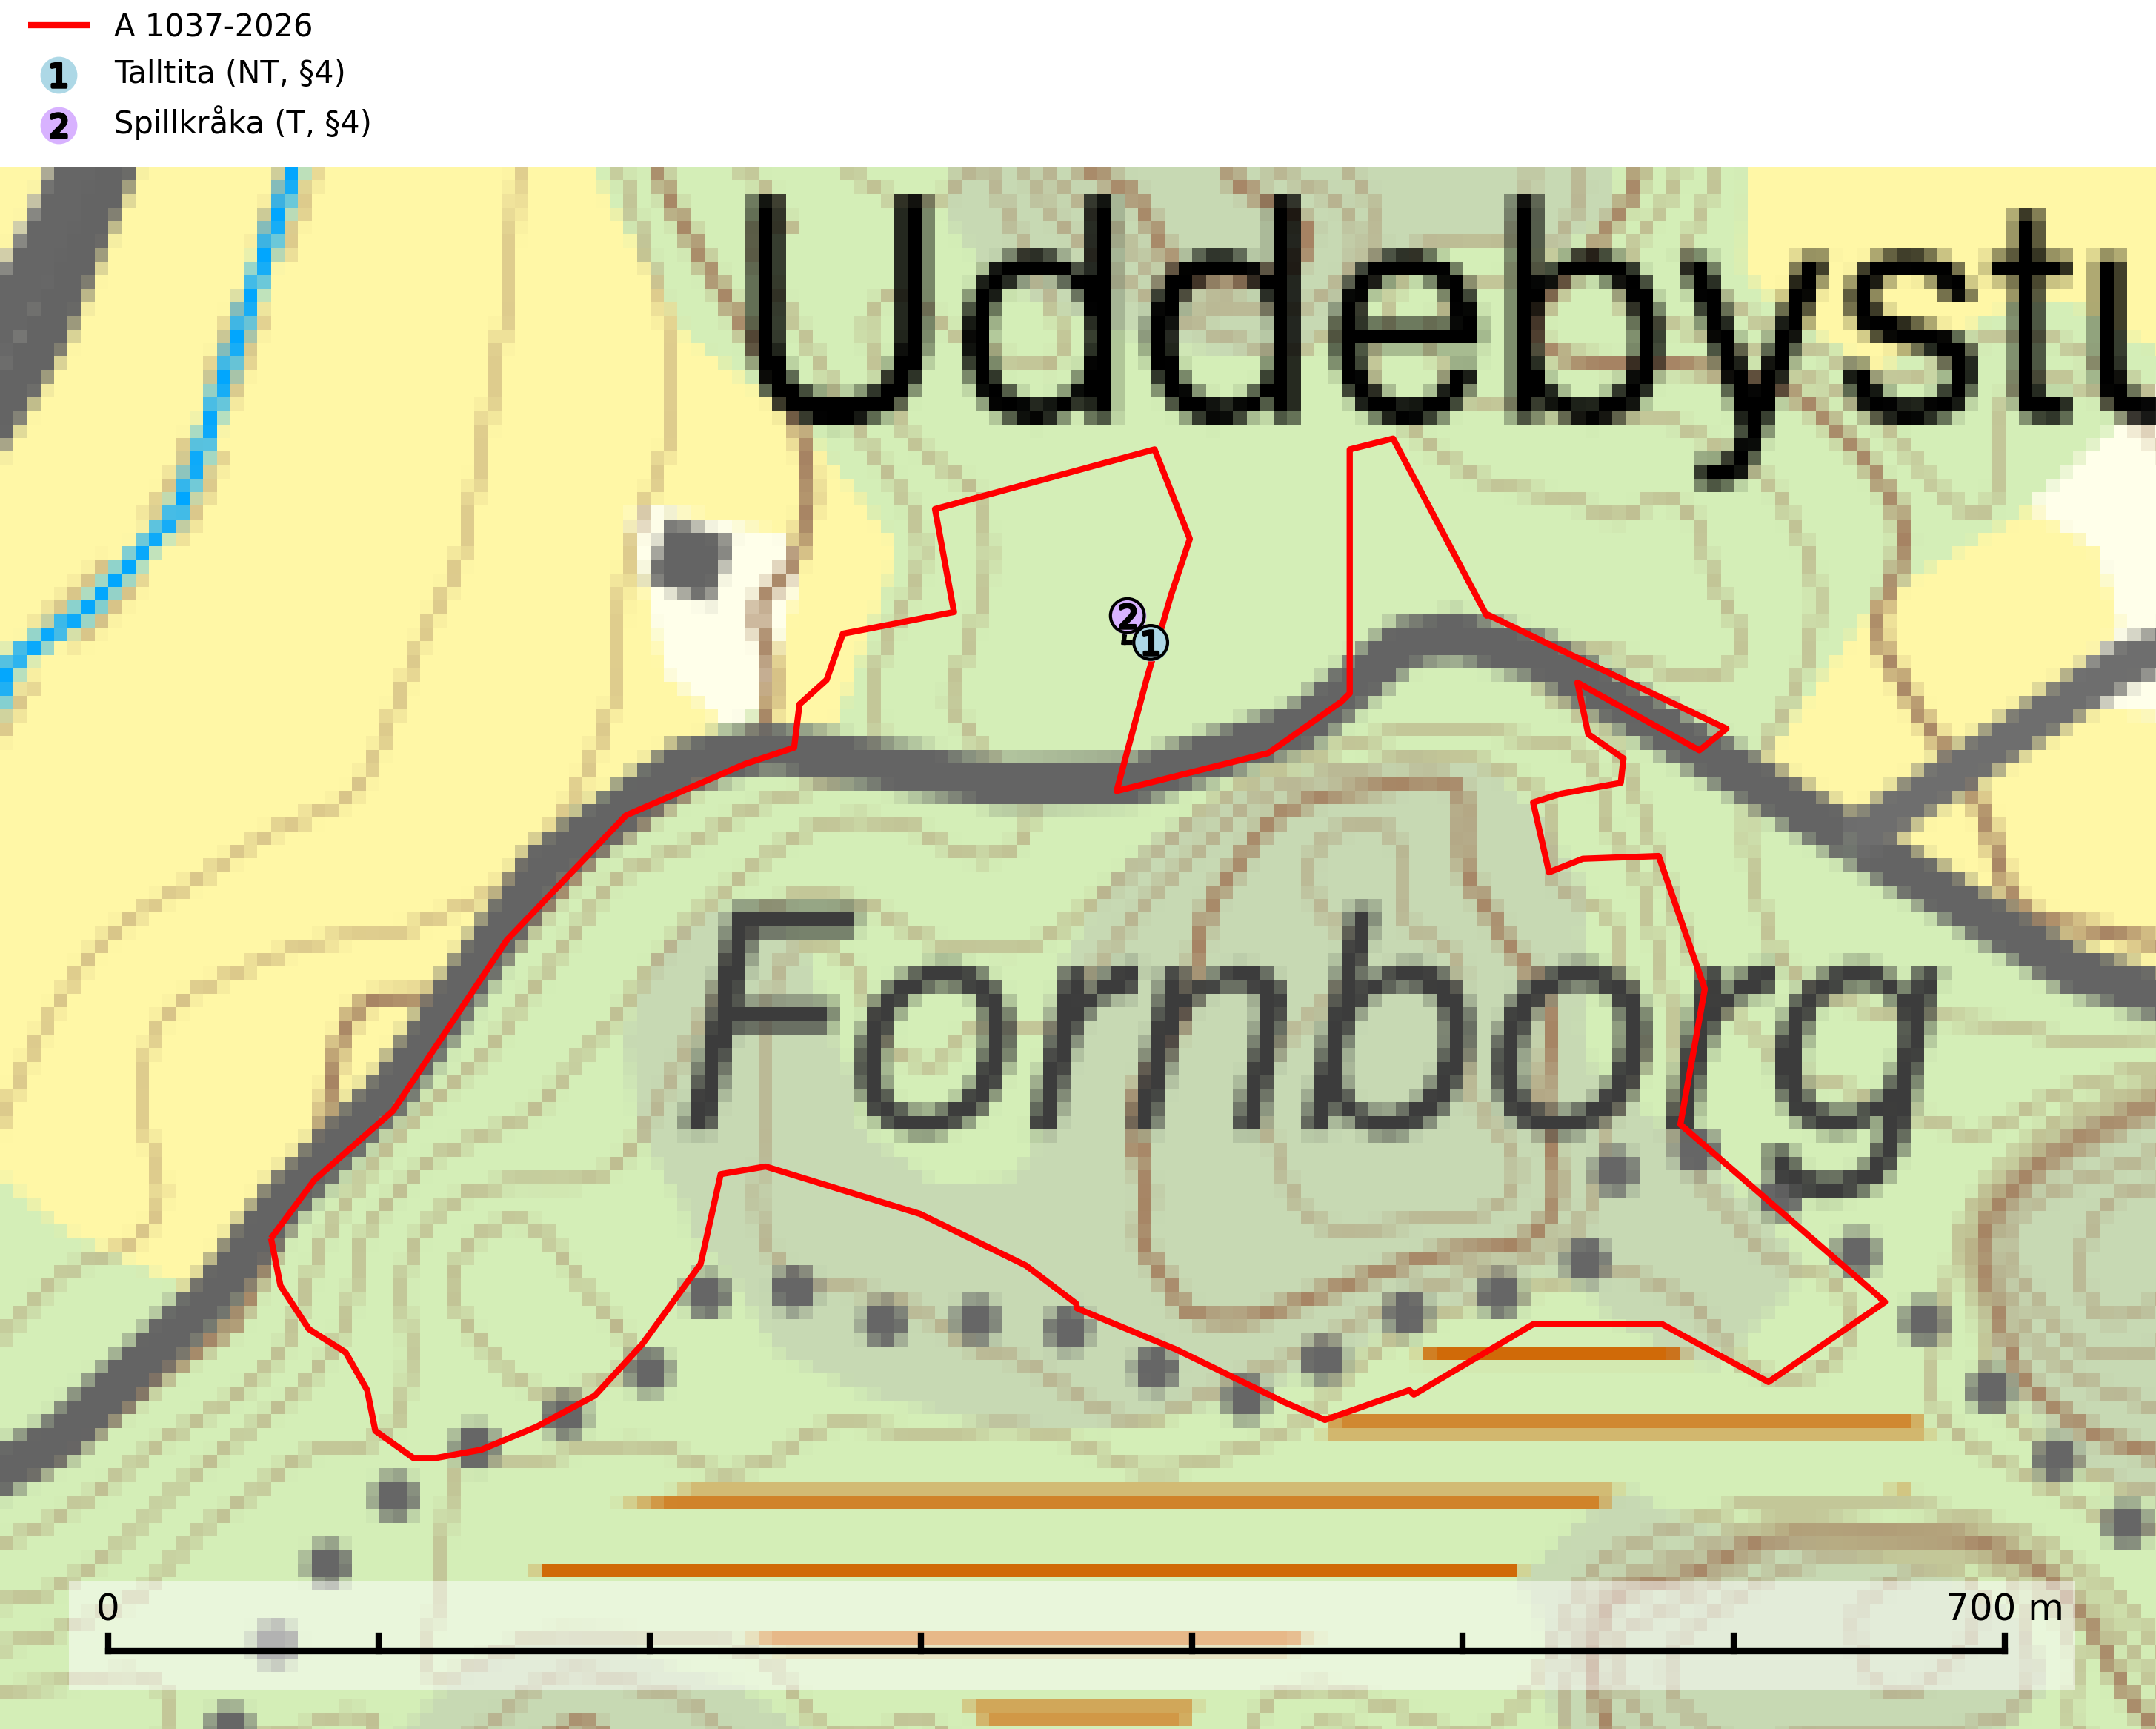 A 1037-2026
1 Talltita (NT, §4)
2 Spillkråka (T, §4)
Uddebystu
2
1
Fornborg
0 700 m